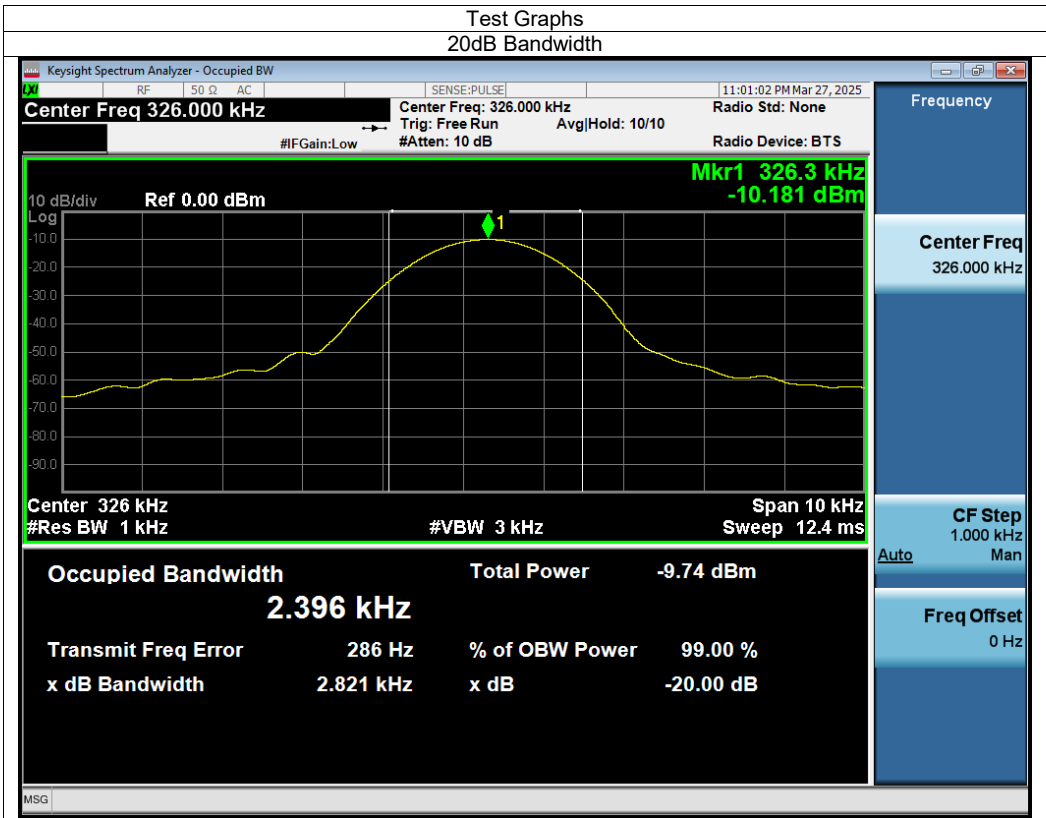 Test Graphs
20dB Bandwidth
Keysight Spectrum Analyzer - Occupied BW
LXI RF 50 Ω AC SENSE:PULSE 11:01:02 PM Mar 27, 2025
Center Freq 326.000 kHz
Center Freq: 326.000 kHz Radio Std: None
Trig: Free Run Avg|Hold: 10/10
#IFGain:Low #Atten: 10 dB Radio Device: BTS
Frequency
Mkr1 326.3 kHz
10 dB/div Ref 0.00 dBm -10.181 dBm
Log
1
-10.0
-20.0
-30.0
-40.0
-50.0
-60.0
-70.0
-80.0
-90.0
Center 326 kHz Span 10 kHz
#Res BW 1 kHz #VBW 3 kHz Sweep 12.4 ms
Center Freq
326.000 kHz
CF Step
1.000 kHz
Auto Man
Freq Offset
0 Hz
Occupied Bandwidth Total Power -9.74 dBm
2.396 kHz
Transmit Freq Error 286 Hz % of OBW Power 99.00 %
x dB Bandwidth 2.821 kHz x dB -20.00 dB
MSG